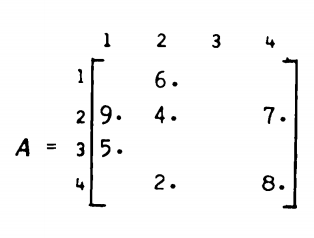 1 2 3 4
1 6.
2 9. 4. 7.
A = 3 5.
4 2. 8.